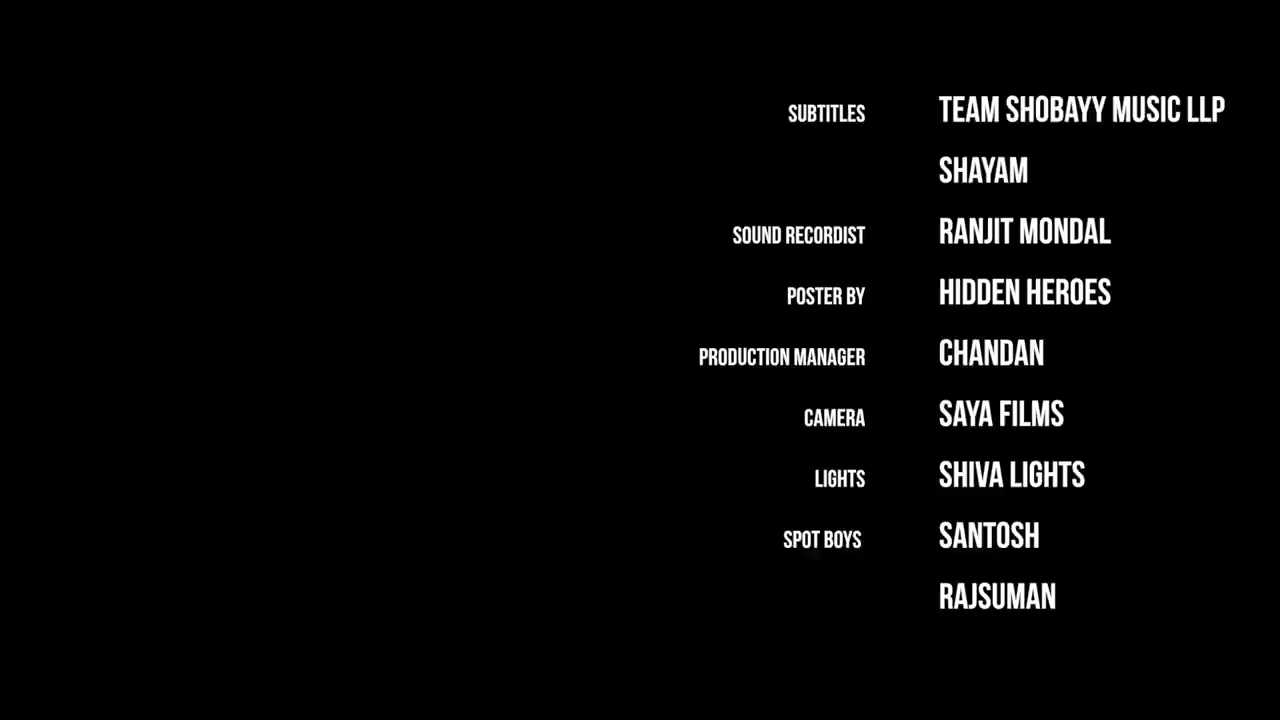 SUBTITLES TEAM SHOBAYY MUSIC LLP
SHAYAM
SOUND RECORDIST RANJIT MONDAL
POSTER BY HIDDEN HEROES
PRODUCTION MANAGER CHANDAN
CAMERA SAYA FILMS
LIGHTS SHIVA LIGHTS
SPOT BOYS SANTOSH
RAJSUMAN